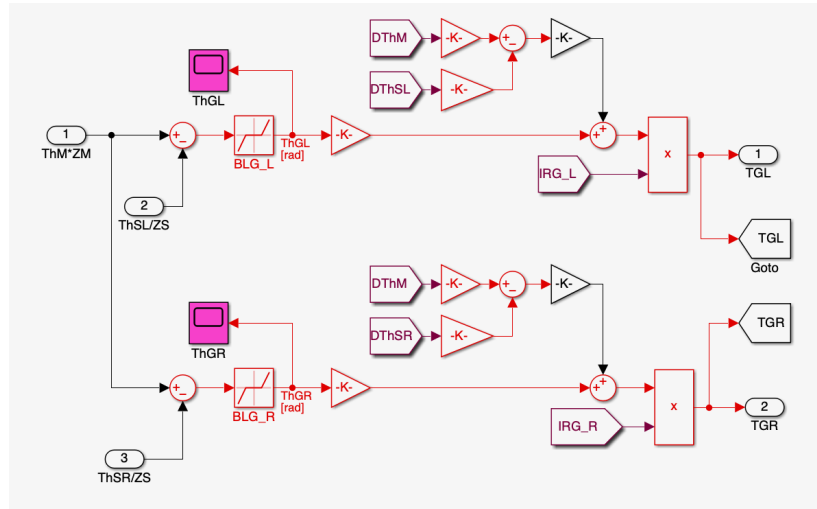 DThM
-K-
+
−
-K-
ThGL
DThSL
-K-
1
ThM*ZM
+
−
BLG_L
ThGL
[rad]
-K-
+
+
x
1
TGL
IRG_L
2
ThSL/ZS
TGL
Goto
DThM
-K-
+
−
-K-
ThGR
DThSR
-K-
TGR
+
−
BLG_R
ThGR
[rad]
-K-
+
+
x
2
TGR
IRG_R
3
ThSR/ZS